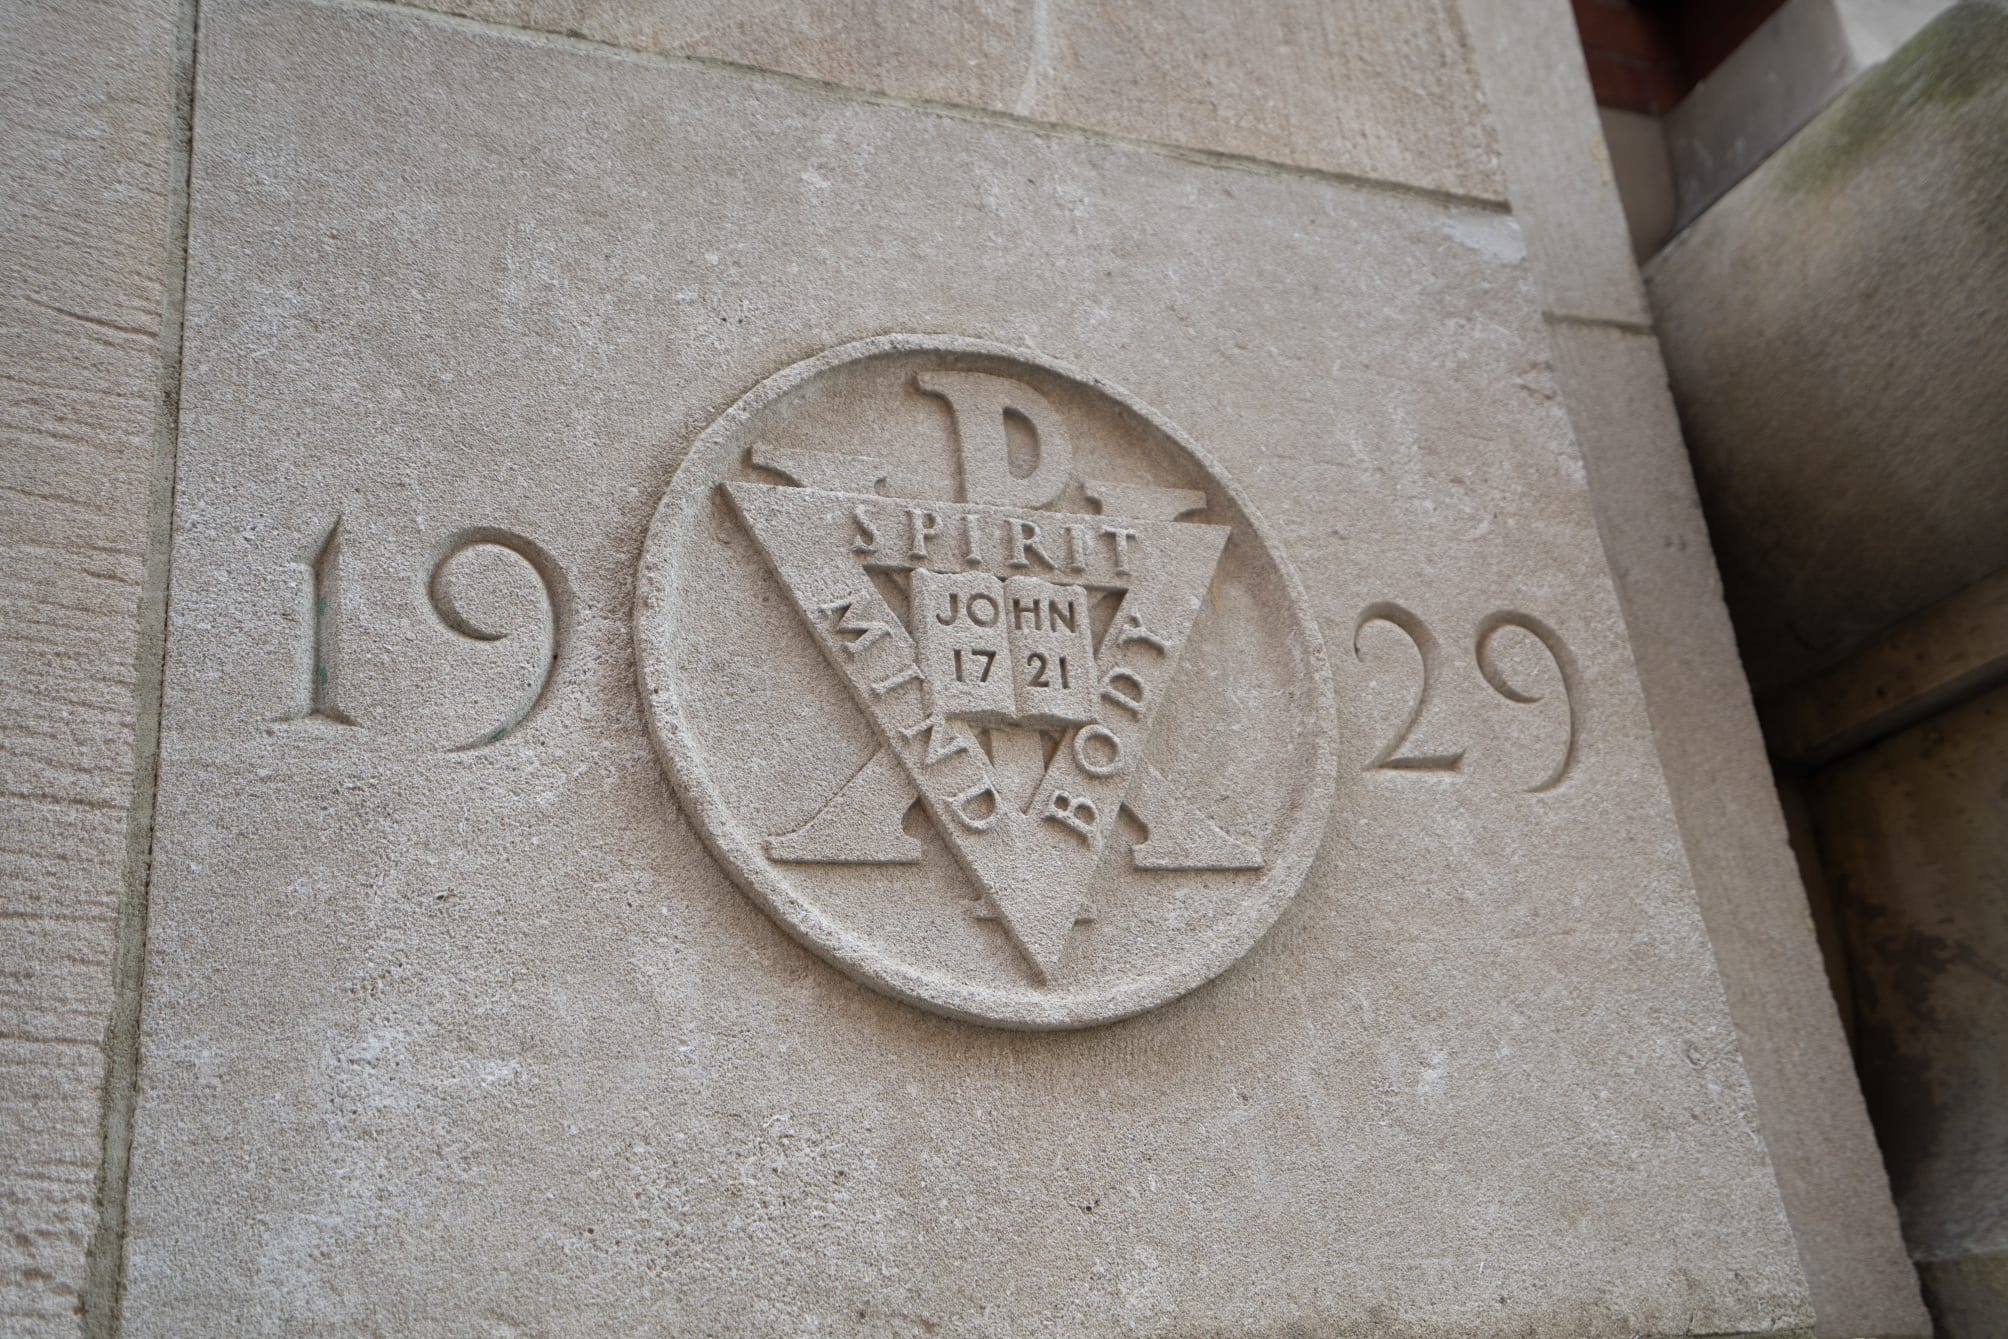 19 29
SPIRIT
MIND
BODY
JOHN
17 21